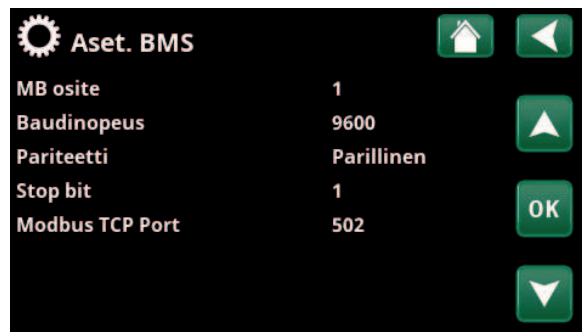 Aset. BMS
MB osite 1
Baudinopeus 9600
Pariteetti Parillinen
Stop bit 1
Modbus TCP Port 502
OK